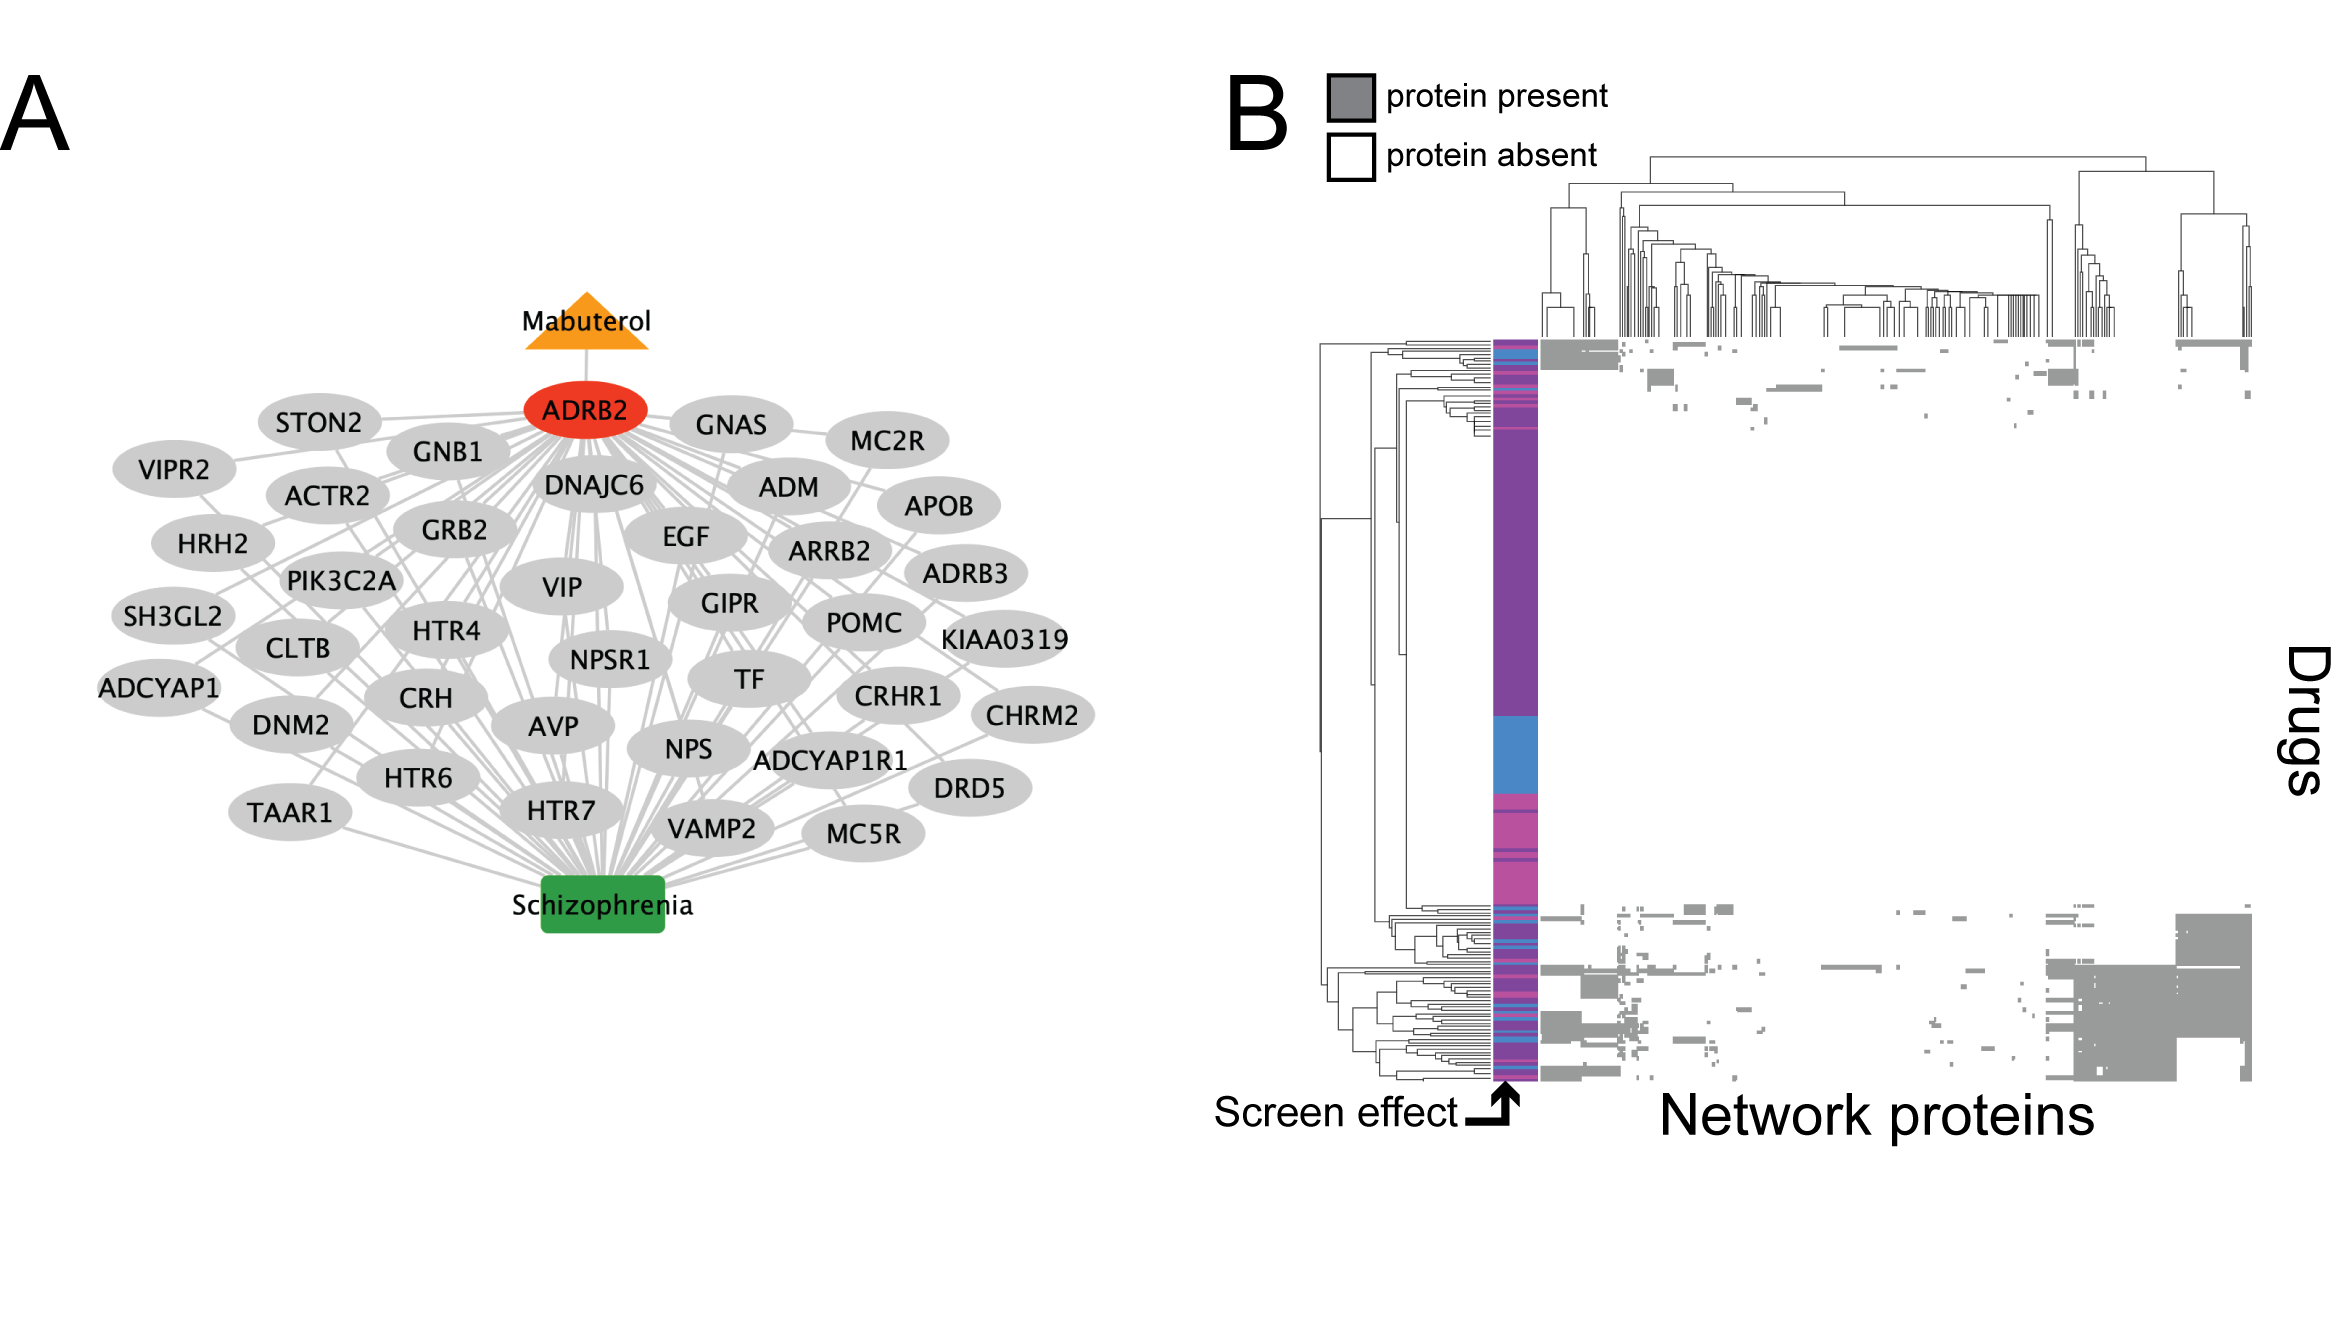 A
B
protein present
protein absent
Mabuterol
ADRB2
STON2
GNAS
MC2R
GNB1
VIPR2
DNAJC6
ADM
ACTR2
APOB
GRB2
EGF
HRH2
ARRB2
ADRB3
PIK3C2A
VIP
GIPR
SH3GL2
POMC
HTR4
KIAA0319
CLTB
NPSR1
TF
ADCYAP1
CRH
CRHR1
CHRM2
DNM2
AVP
NPS
ADCYAP1R1
HTR6
DRD5
TAAR1
HTR7
VAMP2
MC5R
Schizophrenia
Drugs
Screen effect
Network proteins